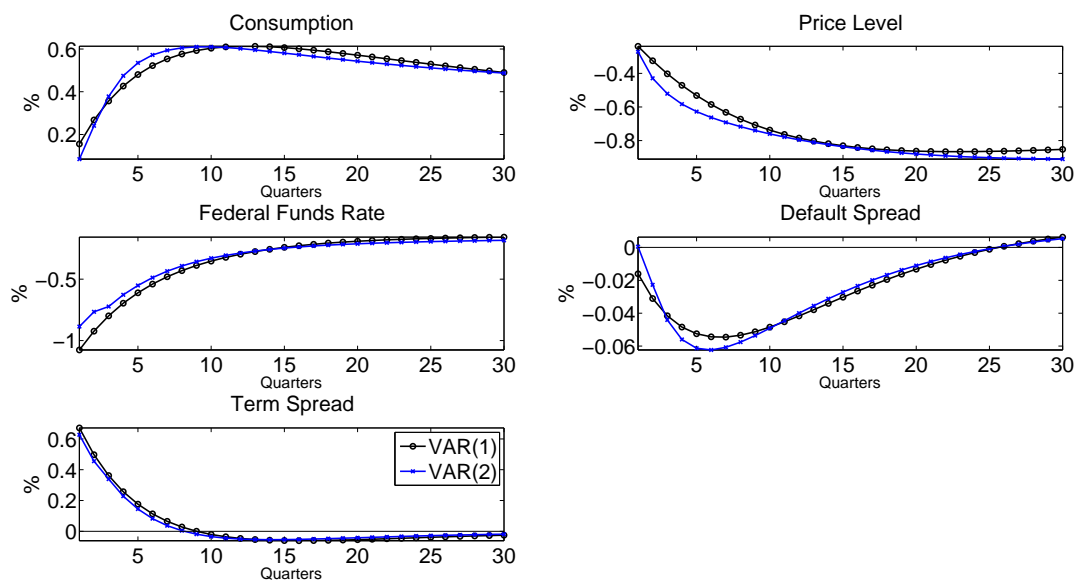 Consumption
%
0.6
0.4
0.2
5 10 15 20 25 30
Quarters
Price Level
%
−0.4
−0.6
−0.8
5 10 15 20 25 30
Quarters
Federal Funds Rate
%
−0.5
−1
5 10 15 20 25 30
Quarters
Default Spread
%
0
−0.02
−0.04
−0.06
5 10 15 20 25 30
Quarters
Term Spread
%
0.6
0.4
0.2
0
5 10 15 20 25 30
Quarters
VAR(1)
VAR(2)